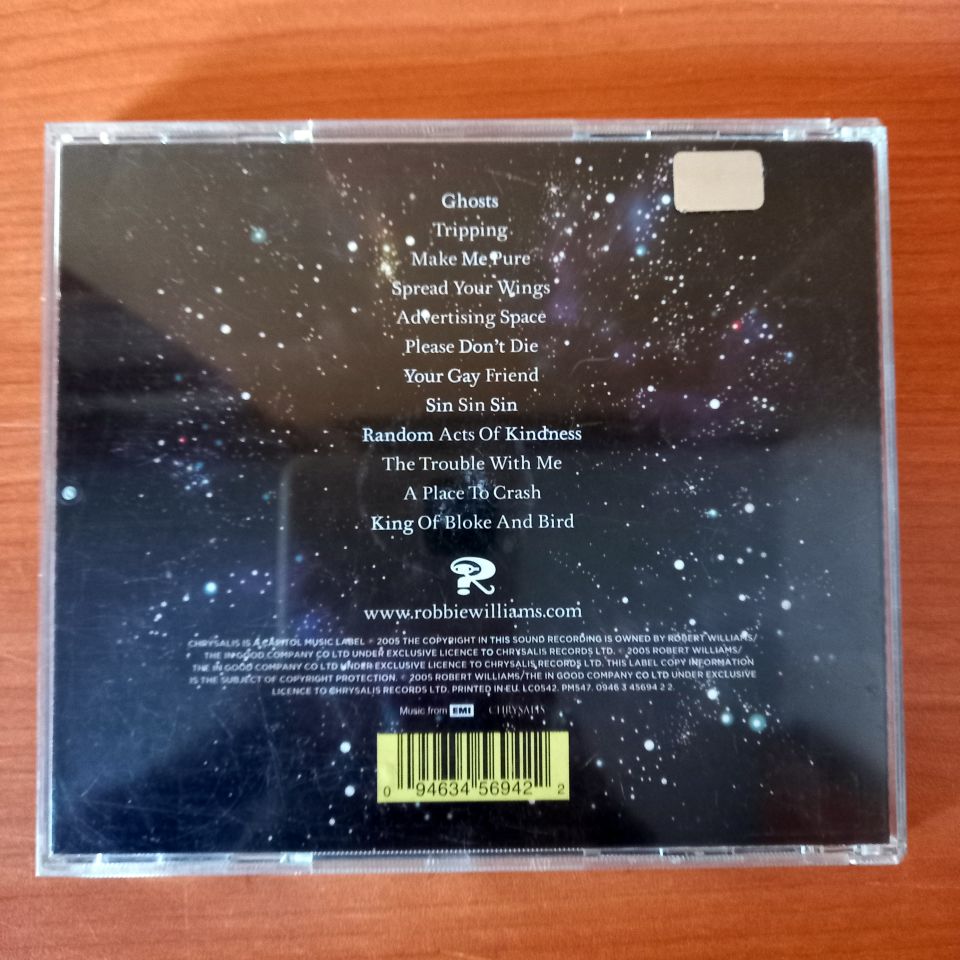 Ghosts
Tripping
Make Me Pure
Spread Your Wings
Advertising Space
Please Don't Die
Your Gay Friend
Sin Sin Sin
Random Acts Of Kindness
The Trouble With Me
A Place To Crash
King Of Bloke And Bird
www.robbiewilliams.com
CHRYSALIS IS A CAPITOL MUSIC LABEL ℗ 2005 THE COPYRIGHT IN THIS SOUND RECORDING IS OWNED BY ROBERT WILLIAMS/
THE IN GOOD COMPANY CO LTD UNDER EXCLUSIVE LICENCE TO CHRYSALIS RECORDS LTD. © 2005 ROBERT WILLIAMS/
THE IN GOOD COMPANY CO LTD UNDER EXCLUSIVE LICENCE TO CHRYSALIS RECORDS LTD. THIS LABEL COPY INFORMATION
IS THE SUBJECT OF COPYRIGHT PROTECTION. © 2005 ROBERT WILLIAMS/THE IN GOOD COMPANY CO LTD UNDER EXCLUSIVE
LICENCE TO CHRYSALIS RECORDS LTD. PRINTED IN EU. LC0542. PM547. 0946 3 45694 2 2.
Music from EMI CHRYSALIS
0 94634 56942 2